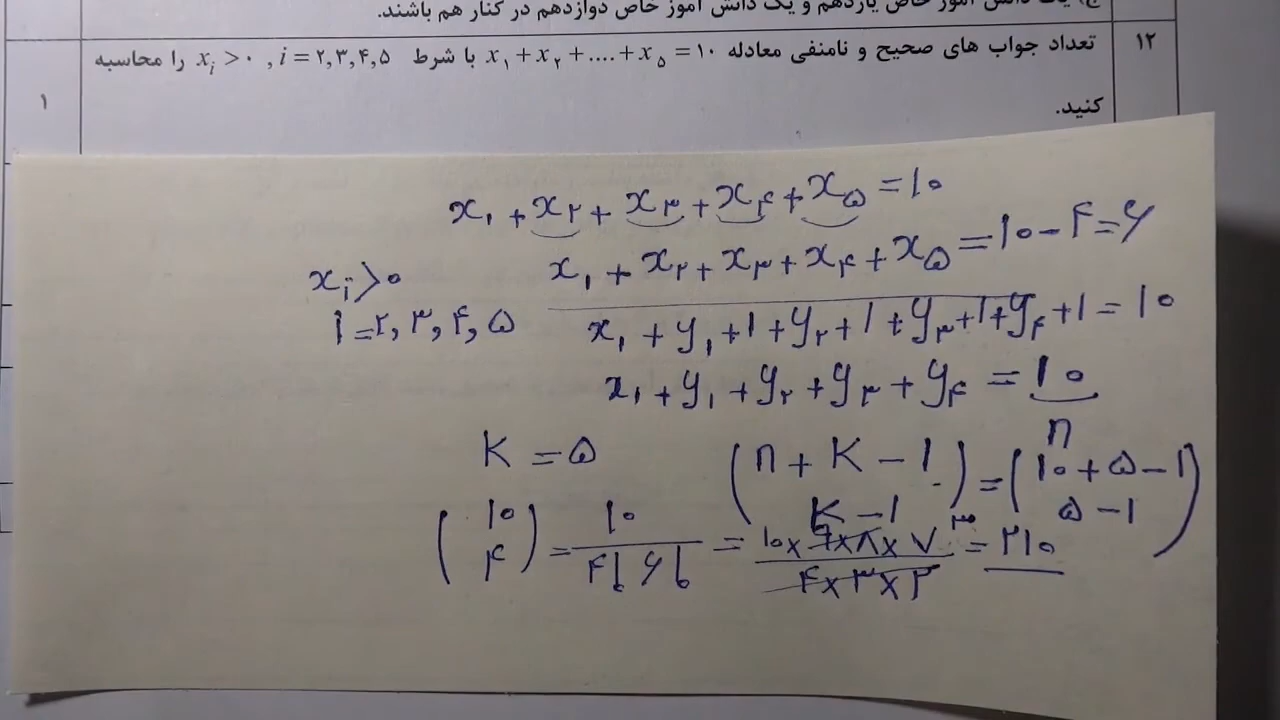 ج) یک دانش آموز خاص یازدهم و یک دانش آموز خاص دوازدهم در کنار هم باشند.
۱۲ تعداد جواب های صحیح و نامنفی معادله x₁ + x₂ + .... + x₅ = ۱۰ با شرط xᵢ > ۰ , i = ۲,۳,۴,۵ را محاسبه
کنید.
۱
x₁ + x₂ + x₃ + x₄ + x₅ = ۱۰
x₁ + x₂ + x₃ + x₄ + x₅ = ۱۰ - ۴ = ۶
xᵢ > ۰
i = ۲, ۳, ۴, ۵
x₁ + y₁ + ۱ + y₂ + ۱ + y₃ + ۱ + y₄ + ۱ = ۱۰
x₁ + y₁ + y₂ + y₃ + y₄ = ۱۰
n
K = ۵
(n + K - ۱
K - ۱) = (۱۰ + ۵ - ۱
۵ - ۱)
(۱۰
۴) = ۱۰ / ۴! ۶! = ۱۰ × ۹ × ۸ × ۷ / ۴ × ۳ × ۲ = ۲۱۰
۳